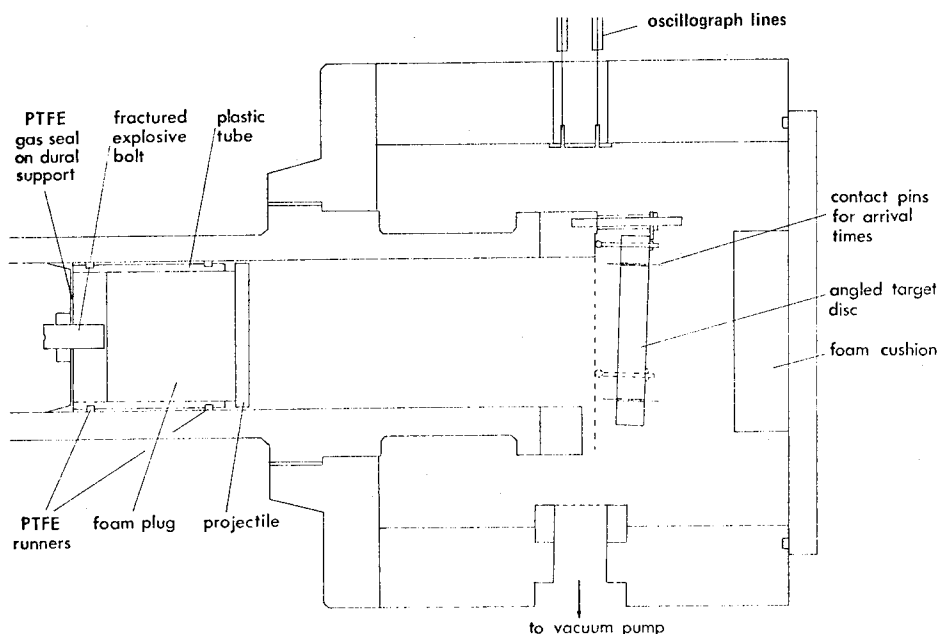 oscillograph lines
PTFE
gas seal
on dural
support
fractured
explosive
bolt
plastic
tube
contact pins
for arrival
times
angled target
disc
foam cushion
PTFE
runners
foam plug
projectile
to vacuum pump